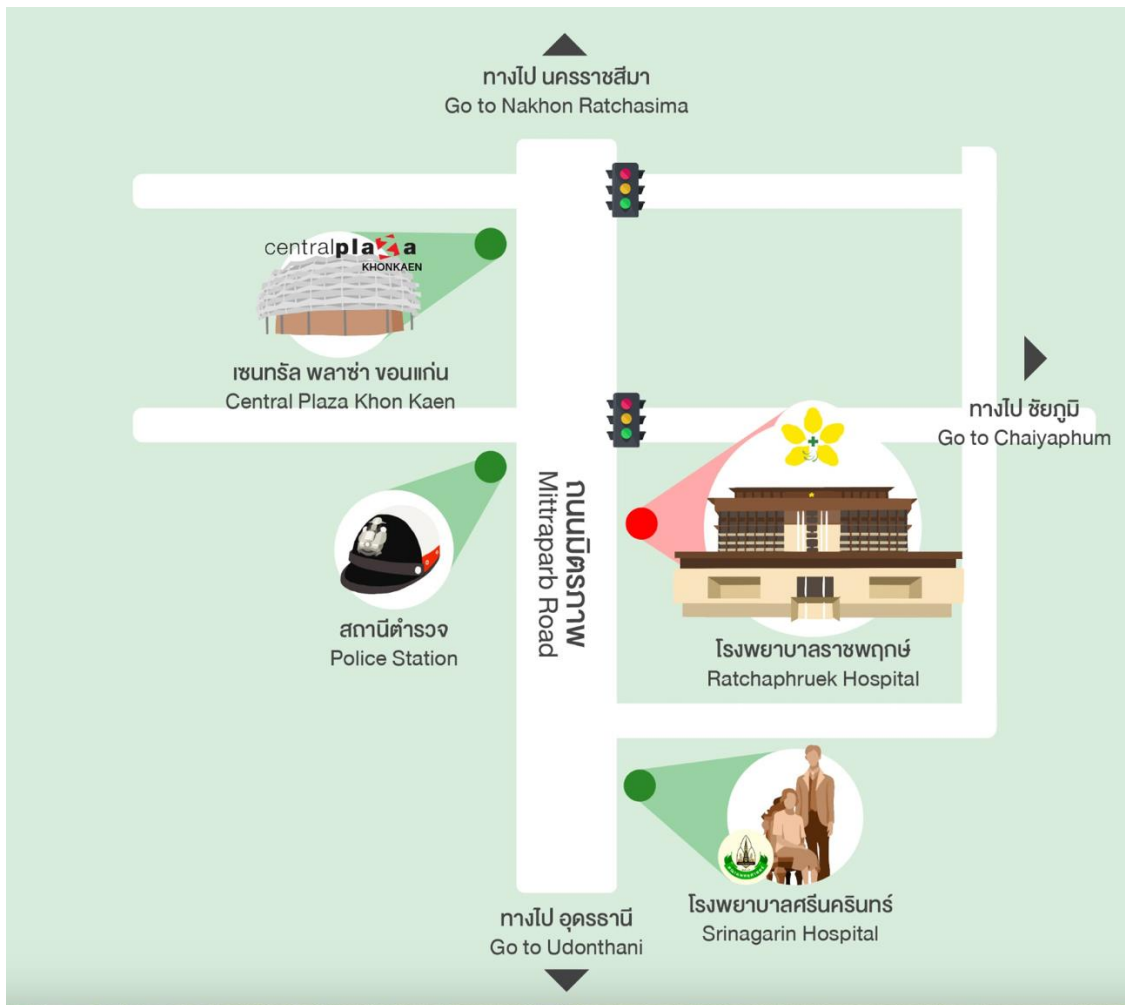 ทางไป นครราชสีมา
Go to Nakhon Ratchasima
centralplaza
KHONKAEN
เซนทรัล พลาซ่า ขอนแก่น
Central Plaza Khon Kaen
ทางไป ชัยภูมิ
Go to Chaiyaphum
ถนนมิตรภาพ
Mittraparb Road
สถานีตำรวจ
Police Station
โรงพยาบาลราชพฤกษ์
Ratchaphruek Hospital
โรงพยาบาลศรีนครินทร์
Srinagarin Hospital
ทางไป อุดรธานี
Go to Udonthani